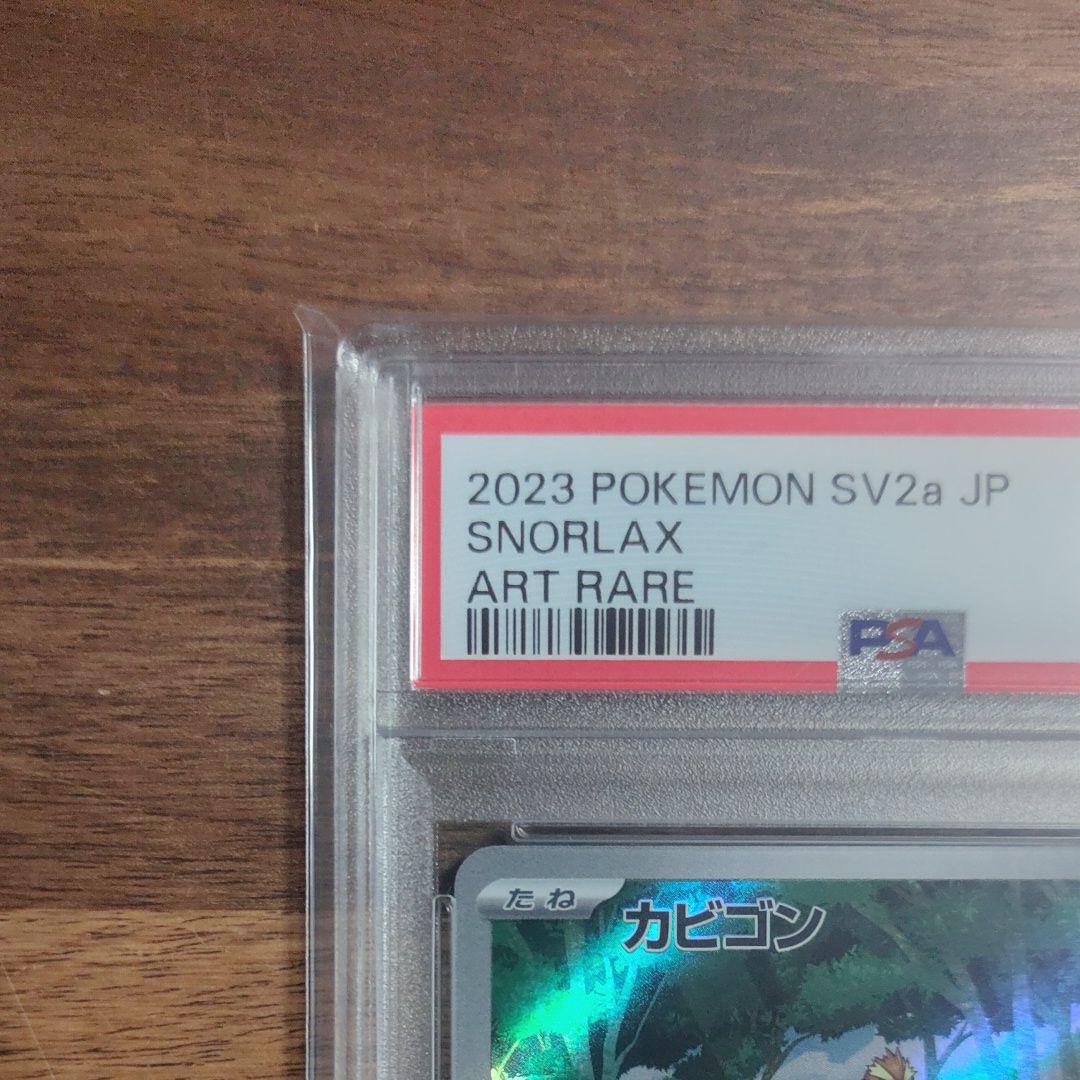 2023 POKEMON SV2a JP
SNORLAX
ART RARE
PSA
たね
カビゴン